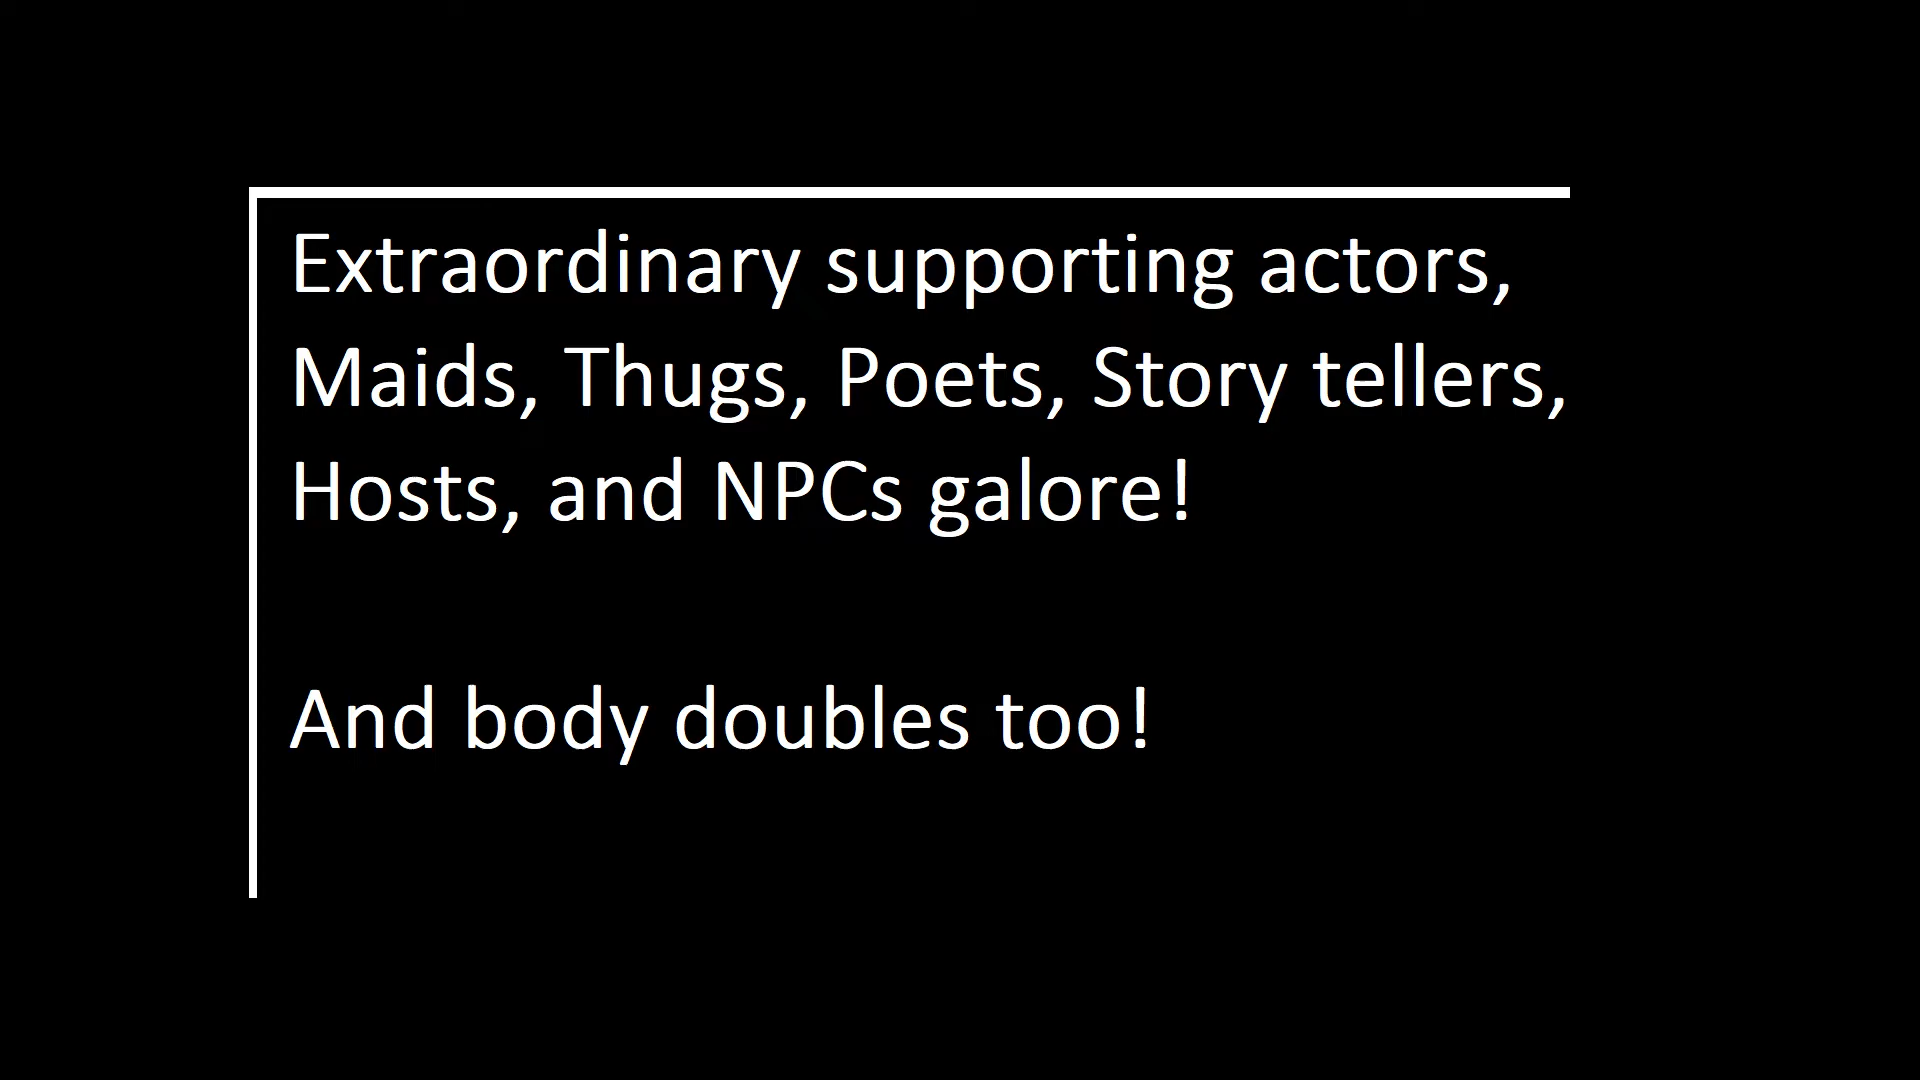 Extraordinary supporting actors,
Maids, Thugs, Poets, Story tellers,
Hosts, and NPCs galore!
And body doubles too!